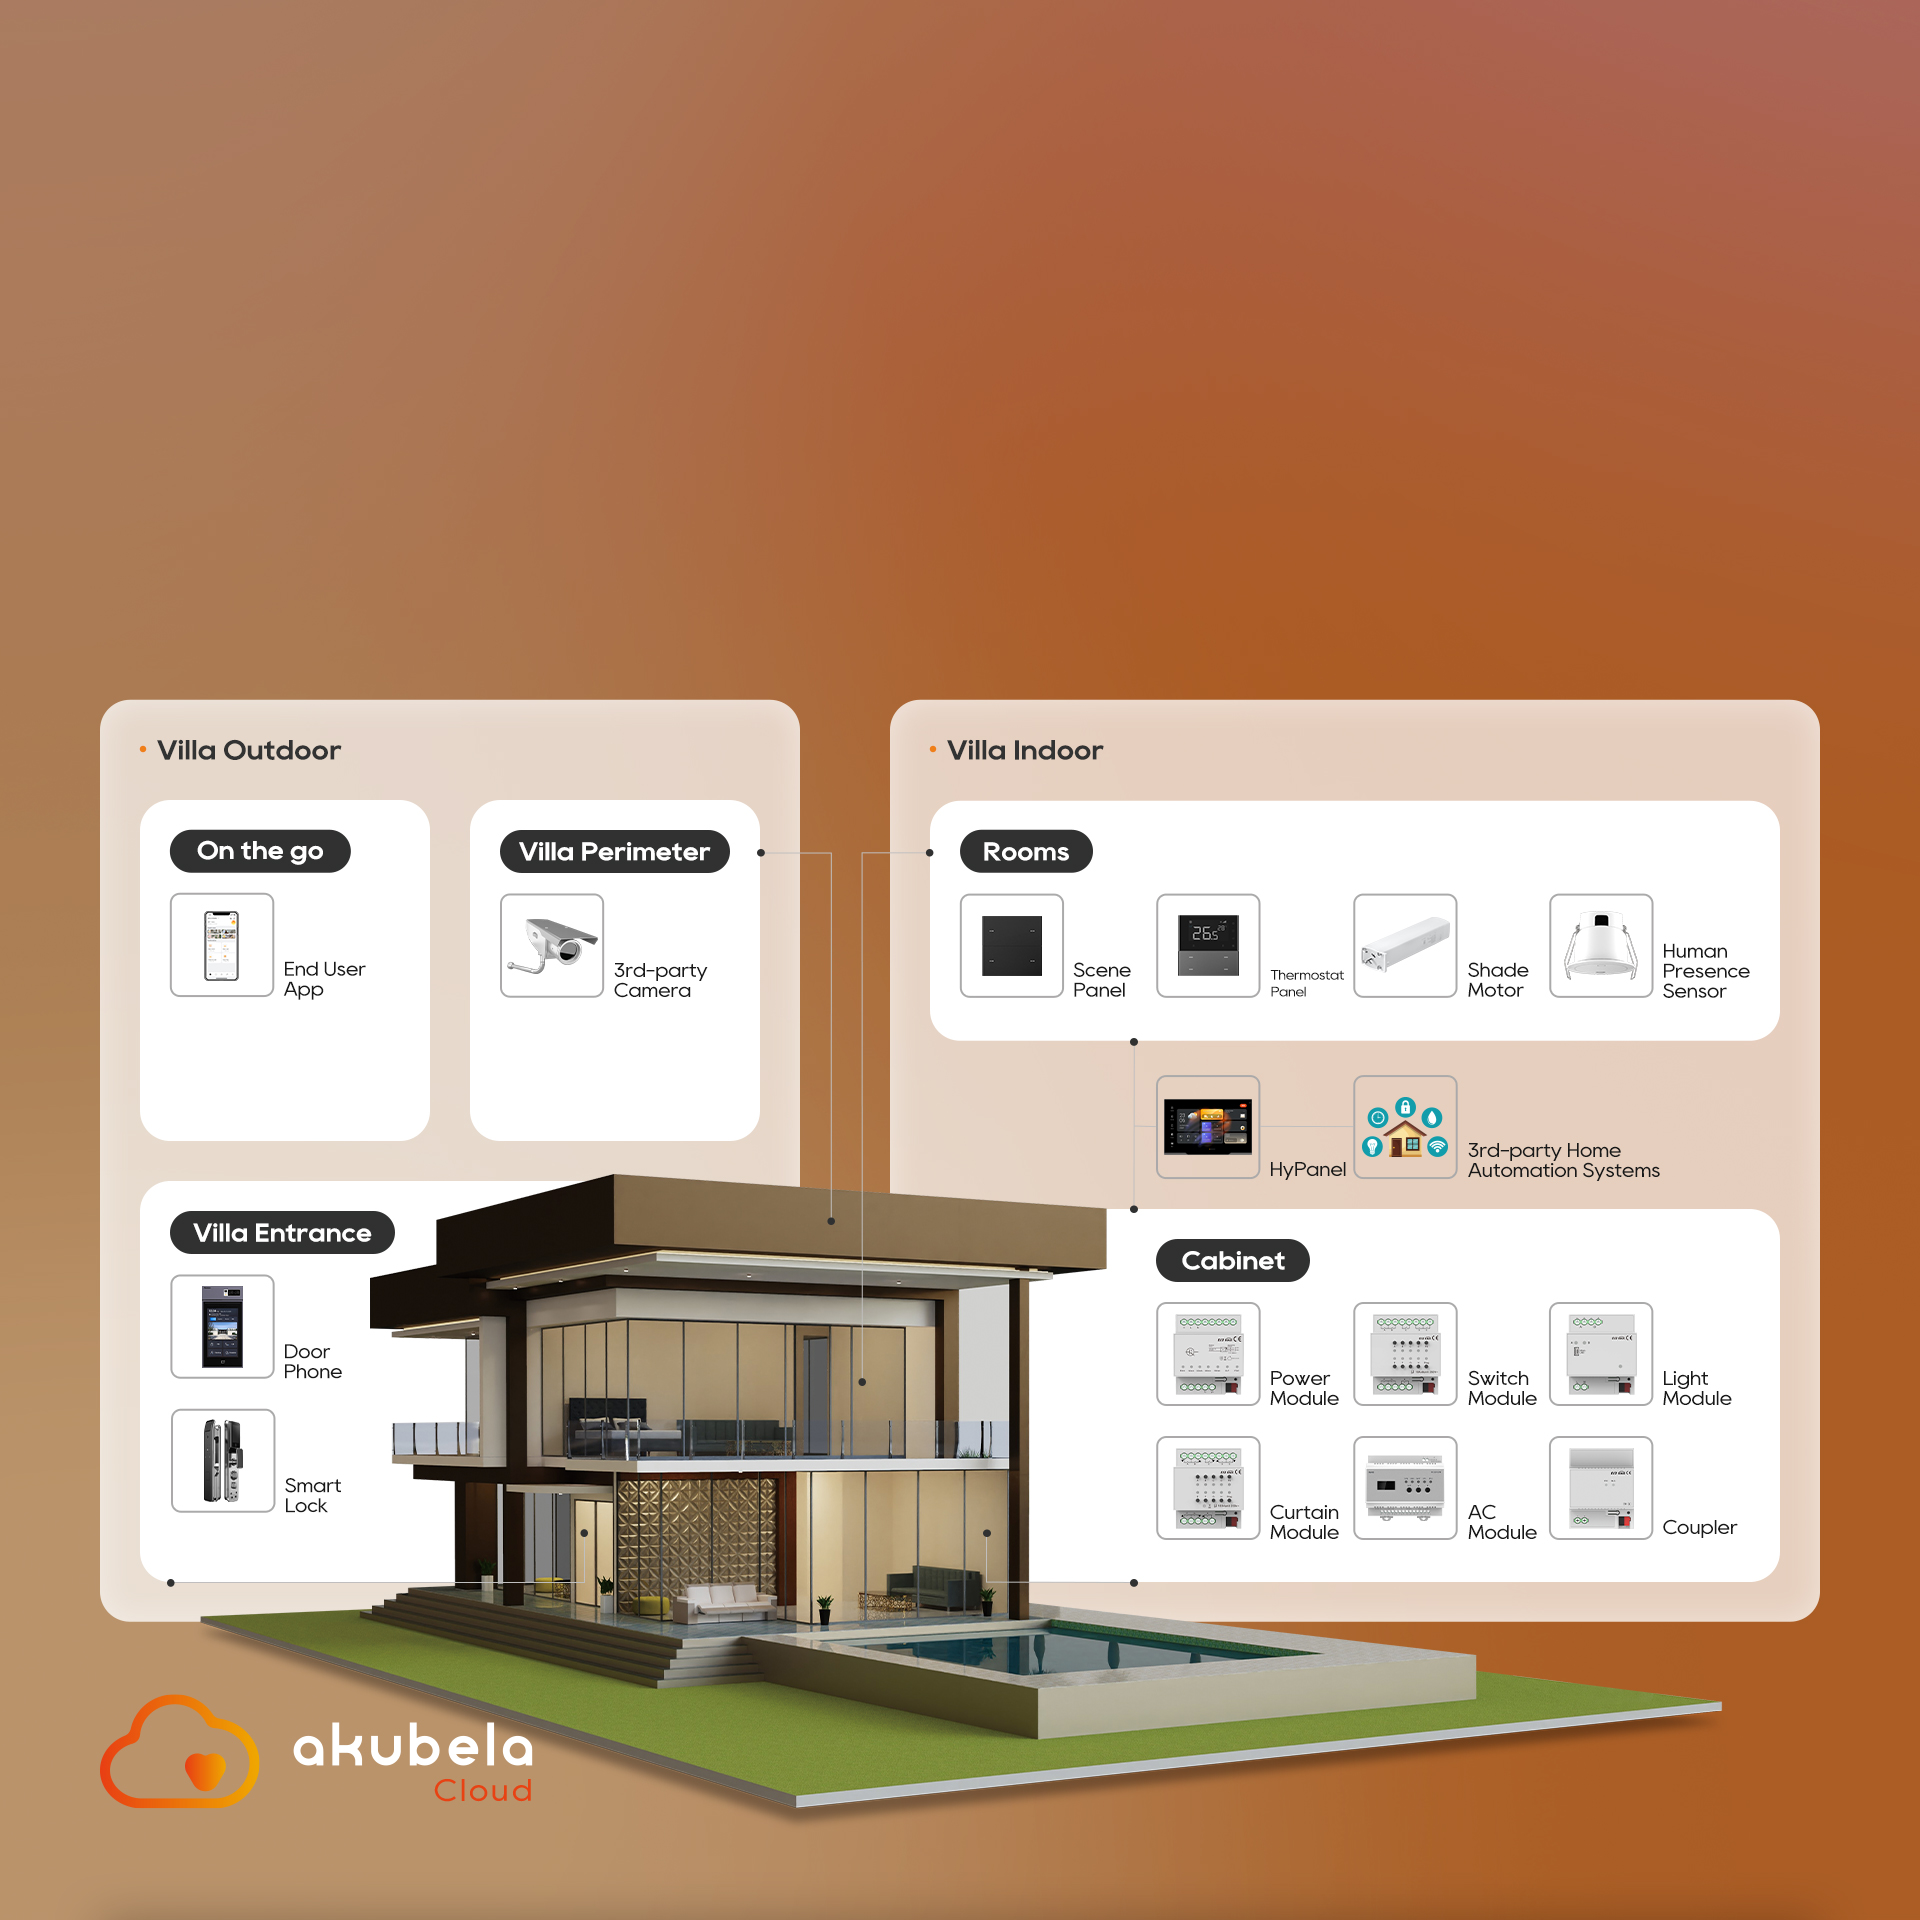 Villa Outdoor
On the go
End User
App
Villa Perimeter
3rd-party
Camera
Villa Entrance
Door
Phone
Smart
Lock
Villa Indoor
Rooms
Scene
Panel
26.5
Thermostat
Panel
Shade
Motor
Human
Presence
Sensor
HyPanel
3rd-party Home
Automation Systems
Cabinet
Power
Module
Switch
Module
Light
Module
Curtain
Module
AC
Module
Coupler
akubela
Cloud